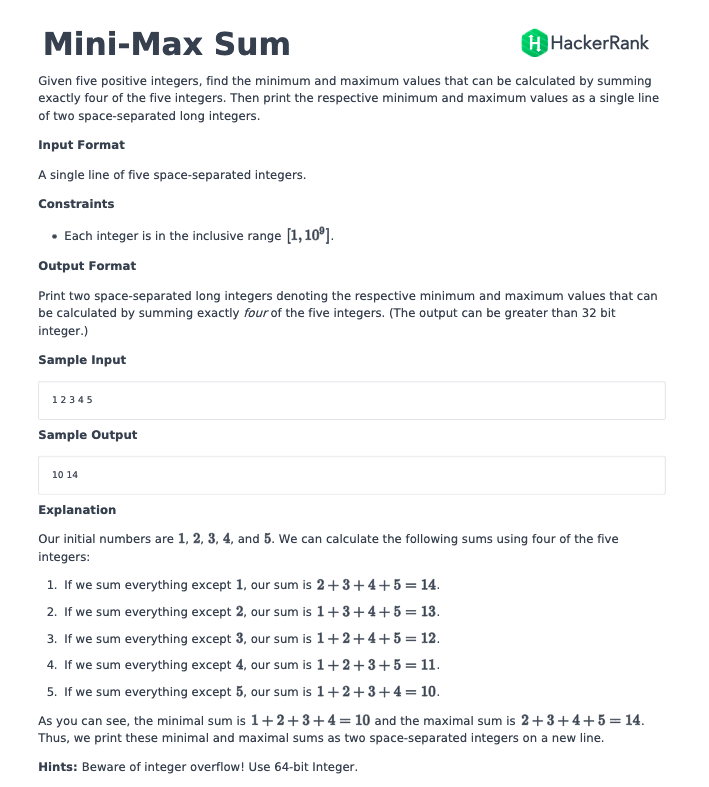 Mini-Max Sum
HackerRank
Given five positive integers, find the minimum and maximum values that can be calculated by summing
exactly four of the five integers. Then print the respective minimum and maximum values as a single line
of two space-separated long integers.
Input Format
A single line of five space-separated integers.
Constraints
• Each integer is in the inclusive range [1, 10⁹].
Output Format
Print two space-separated long integers denoting the respective minimum and maximum values that can
be calculated by summing exactly four of the five integers. (The output can be greater than 32 bit
integer.)
Sample Input
1 2 3 4 5
Sample Output
10 14
Explanation
Our initial numbers are 1, 2, 3, 4, and 5. We can calculate the following sums using four of the five
integers:
1. If we sum everything except 1, our sum is 2 + 3 + 4 + 5 = 14.
2. If we sum everything except 2, our sum is 1 + 3 + 4 + 5 = 13.
3. If we sum everything except 3, our sum is 1 + 2 + 4 + 5 = 12.
4. If we sum everything except 4, our sum is 1 + 2 + 3 + 5 = 11.
5. If we sum everything except 5, our sum is 1 + 2 + 3 + 4 = 10.
As you can see, the minimal sum is 1 + 2 + 3 + 4 = 10 and the maximal sum is 2 + 3 + 4 + 5 = 14.
Thus, we print these minimal and maximal sums as two space-separated integers on a new line.
Hints: Beware of integer overflow! Use 64-bit Integer.